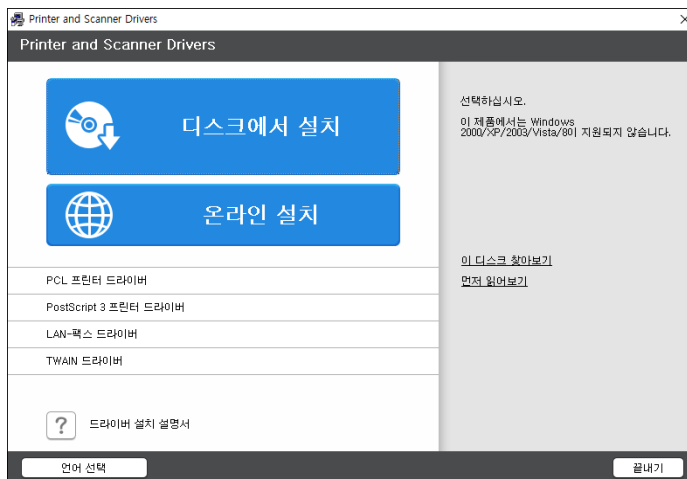 Printer and Scanner Drivers
Printer and Scanner Drivers
디스크에서 설치
온라인 설치
PCL 프린터 드라이버
PostScript 3 프린터 드라이버
LAN-팩스 드라이버
TWAIN 드라이버
? 드라이버 설치 설명서
선택하십시오.
이 제품에서는 Windows
2000/XP/2003/Vista/8이 지원되지 않습니다.
이 디스크 찾아보기
먼저 읽어보기
언어 선택
끝내기